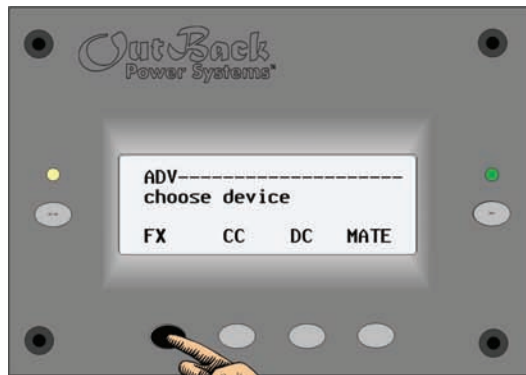 OutBack
Power Systems
ADV---------------------
choose device
FX CC DC MATE